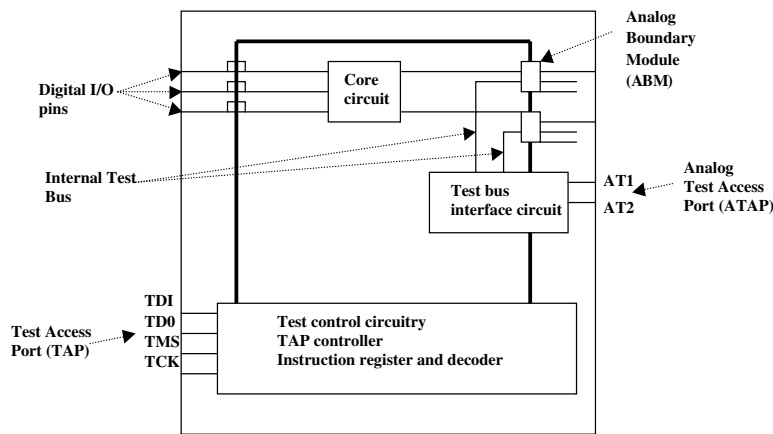 Analog
Boundary
Module
(ABM)
Digital I/O
pins
Core
circuit
Internal Test
Bus
Test bus
interface circuit
AT1
AT2
Analog
Test Access
Port (ATAP)
TDI
TD0
TMS
TCK
Test Access
Port (TAP)
Test control circuitry
TAP controller
Instruction register and decoder